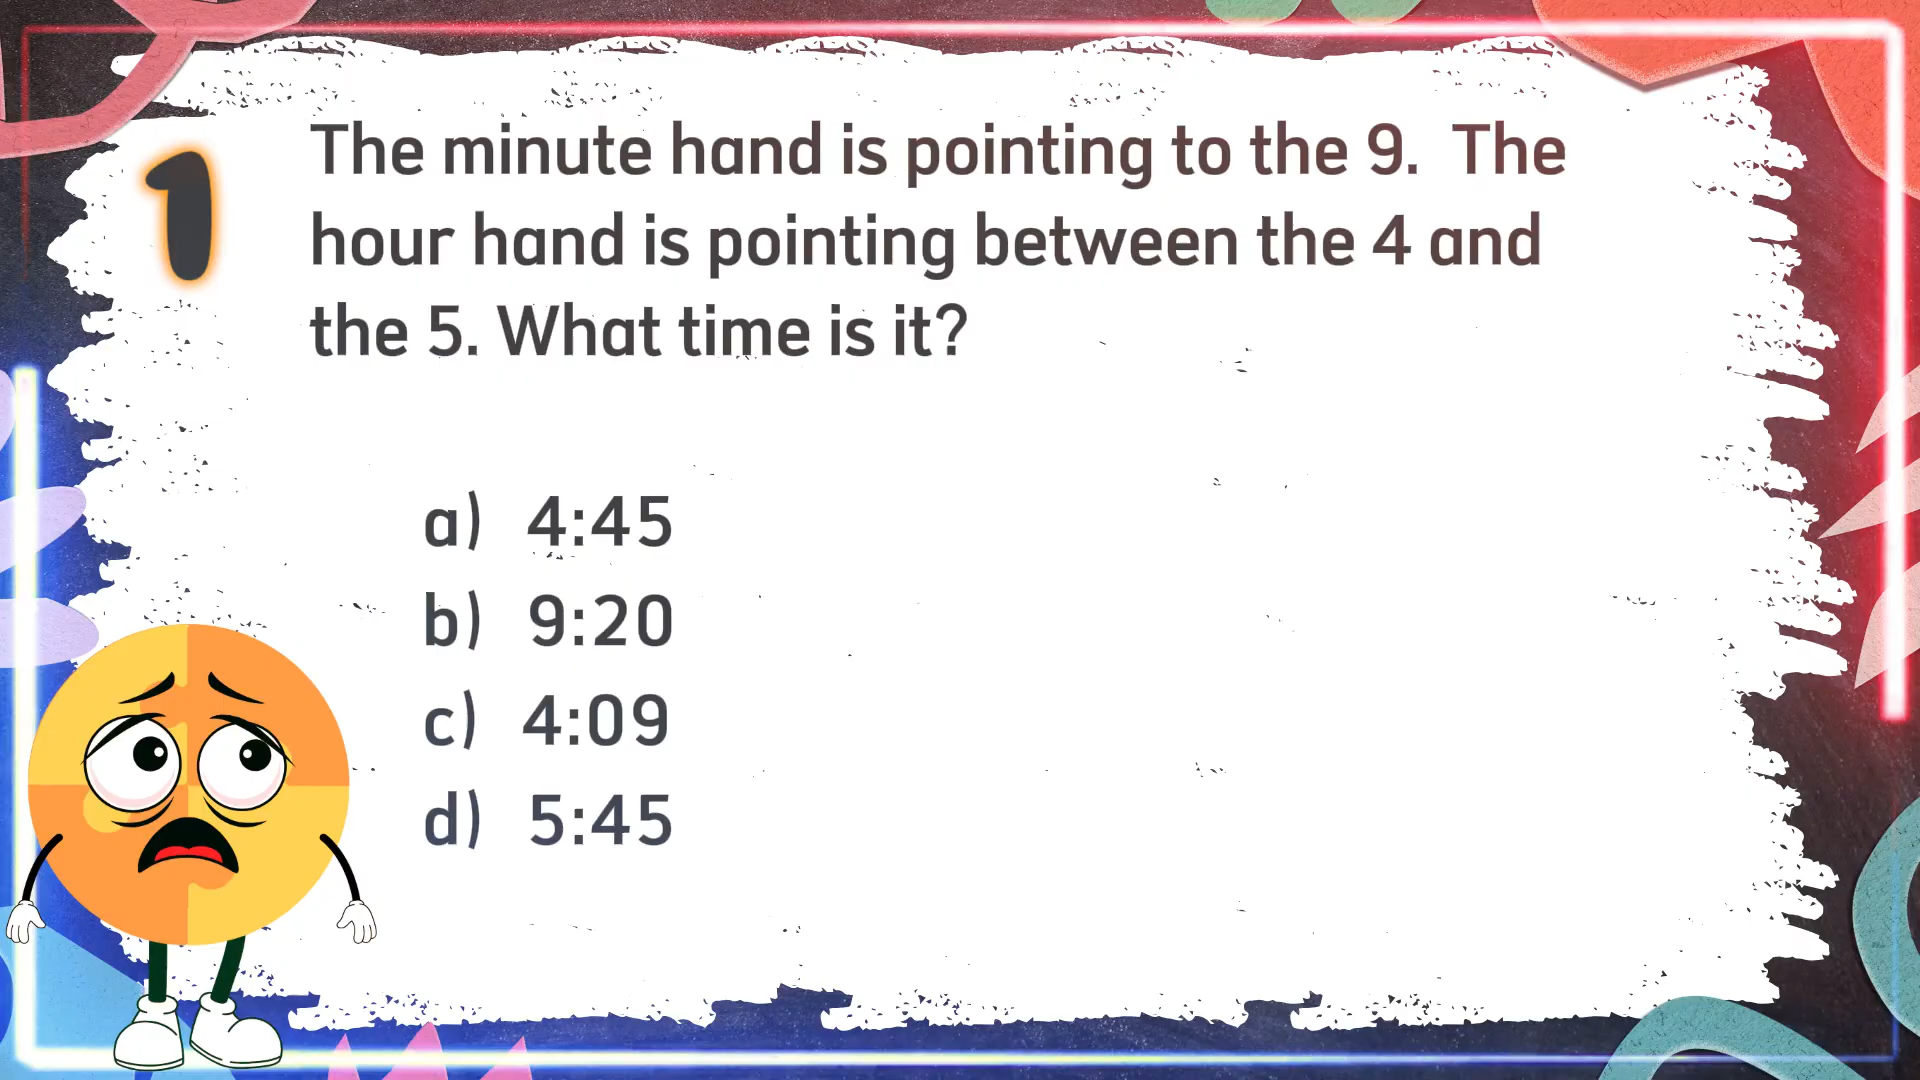 1
The minute hand is pointing to the 9. The
hour hand is pointing between the 4 and
the 5. What time is it?
a) 4:45
b) 9:20
c) 4:09
d) 5:45